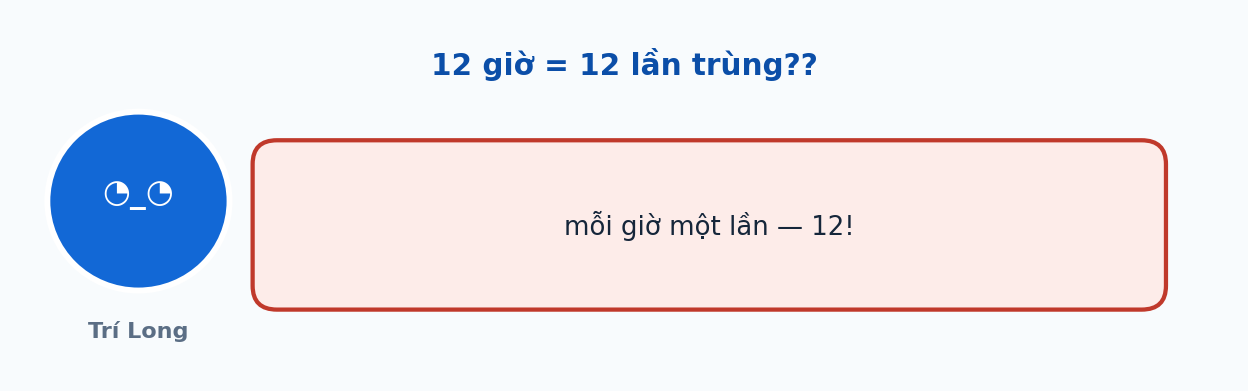 12 giờ = 12 lần trùng??
◔_◔
mỗi giờ một lần — 12!
Trí Long